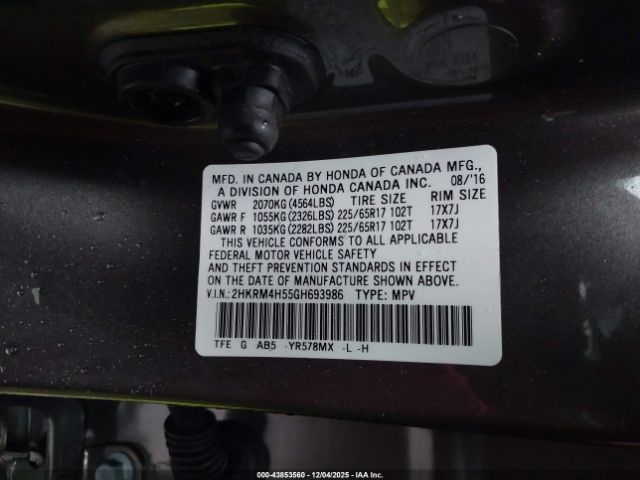 MFD. IN CANADA BY HONDA OF CANADA MFG.,
A DIVISION OF HONDA CANADA INC. 08/'16
GVWR 2070KG (4564LBS) TIRE SIZE RIM SIZE
GAWR F 1055KG (2326LBS) 225/65R17 102T 17X7J
GAWR R 1035KG (2282LBS) 225/65R17 102T 17X7J
THIS VEHICLE CONFORMS TO ALL APPLICABLE
FEDERAL MOTOR VEHICLE SAFETY
AND THEFT PREVENTION STANDARDS IN EFFECT
ON THE DATE OF MANUFACTURE SHOWN ABOVE.
V.I.N.:2HKRM4H55GH693986 TYPE: MPV
TFE G AB5 -YR578MX -L -H
000-43853560 - 12/04/2025 - IAA Inc.